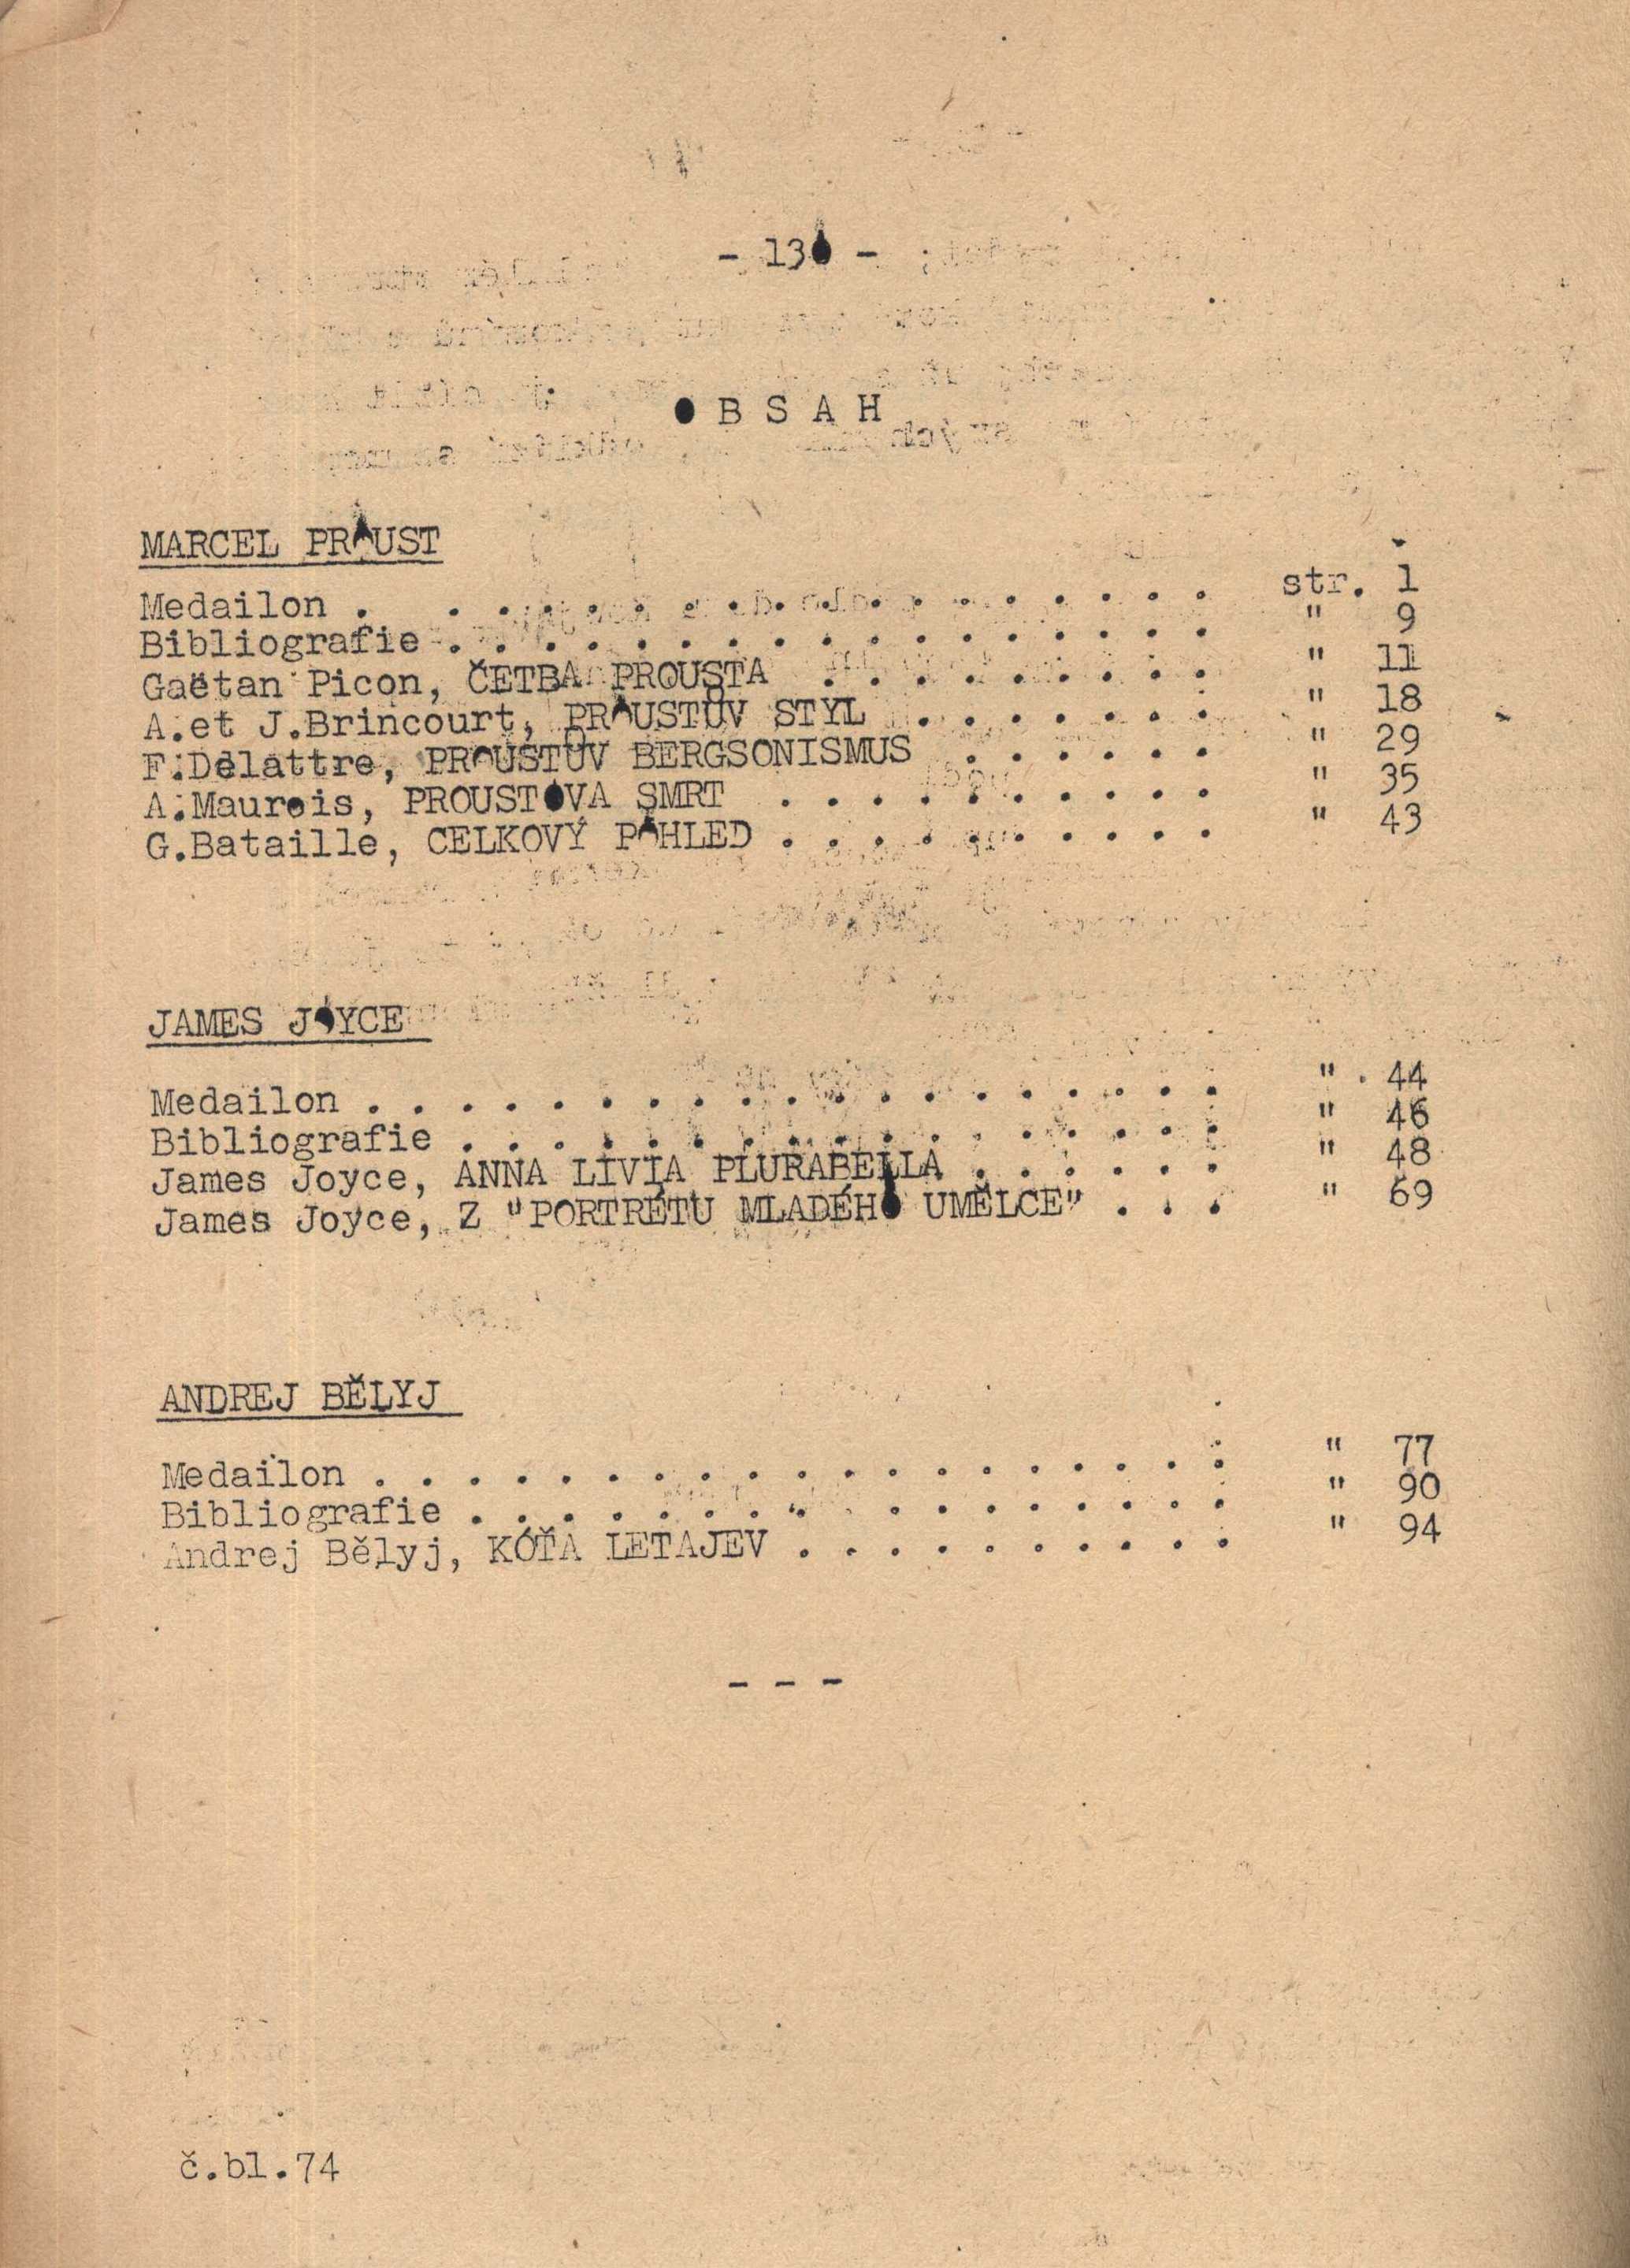 - 130 -
O B S A H
MARCEL PROUST
Medailon . . . . . . . . . . . . . . . . . . str. 1
Bibliografie . . . . . . . . . . . . . . . . . " 9
Gaëtan Picon, ČETBA PROUSTA . . . . . . . . . " 11
A.et J.Brincourt, PROUSTŮV STYL . . . . . . . " 18
F.Delattre, PROUSTŮV BERGSONISMUS . . . . . . " 29
A.Maurois, PROUSTOVA SMRT . . . . . . . . . . " 35
G.Bataille, CELKOVÝ POHLED . . . . . . . . . . " 43
JAMES JOYCE
Medailon . . . . . . . . . . . . . . . . . . . " 44
Bibliografie . . . . . . . . . . . . . . . . . " 46
James Joyce, ANNA LIVIA PLURABELLA . . . . . . " 48
James Joyce, Z "PORTRÉTU MLADÉHO UMĚLCE" . . . " 69
ANDREJ BĚLYJ
Medailon . . . . . . . . . . . . . . . . . . . " 77
Bibliografie . . . . . . . . . . . . . . . . . " 90
Andrej Bělyj, KOŤA LETAJEV . . . . . . . . . . " 94
- - -
č.bl.74